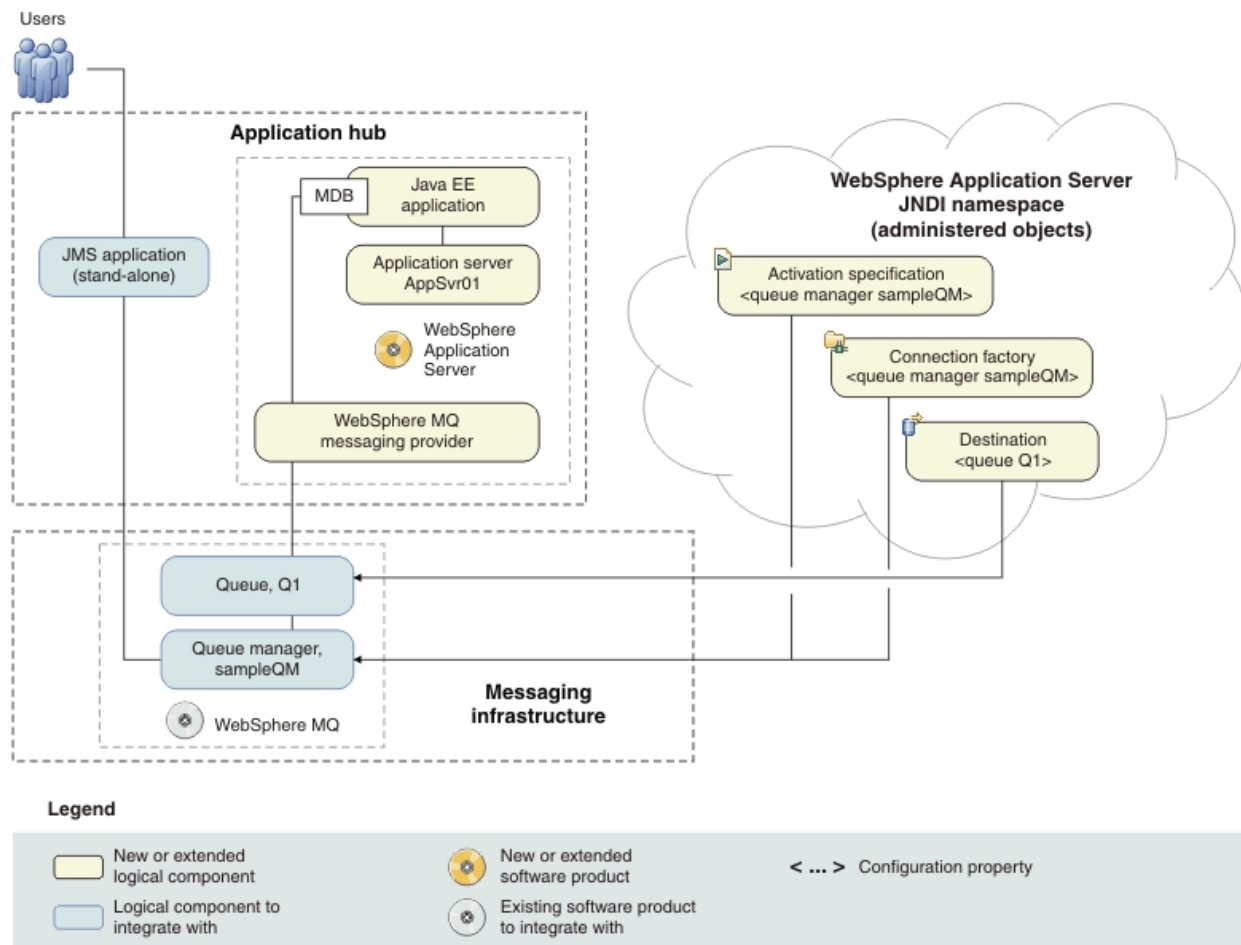 Users
Application hub
MDB
Java EE
application
JMS application
(stand-alone)
Application server
AppSvr01
WebSphere
Application
Server
WebSphere MQ
messaging provider
WebSphere Application Server
JNDI namespace
(administered objects)
Activation specification
<queue manager sampleQM>
Connection factory
<queue manager sampleQM>
Destination
<queue Q1>
Queue, Q1
Queue manager,
sampleQM
WebSphere MQ
Messaging
infrastructure
Legend
New or extended
logical component
New or extended
software product
< ... > Configuration property
Logical component to
integrate with
Existing software product
to integrate with